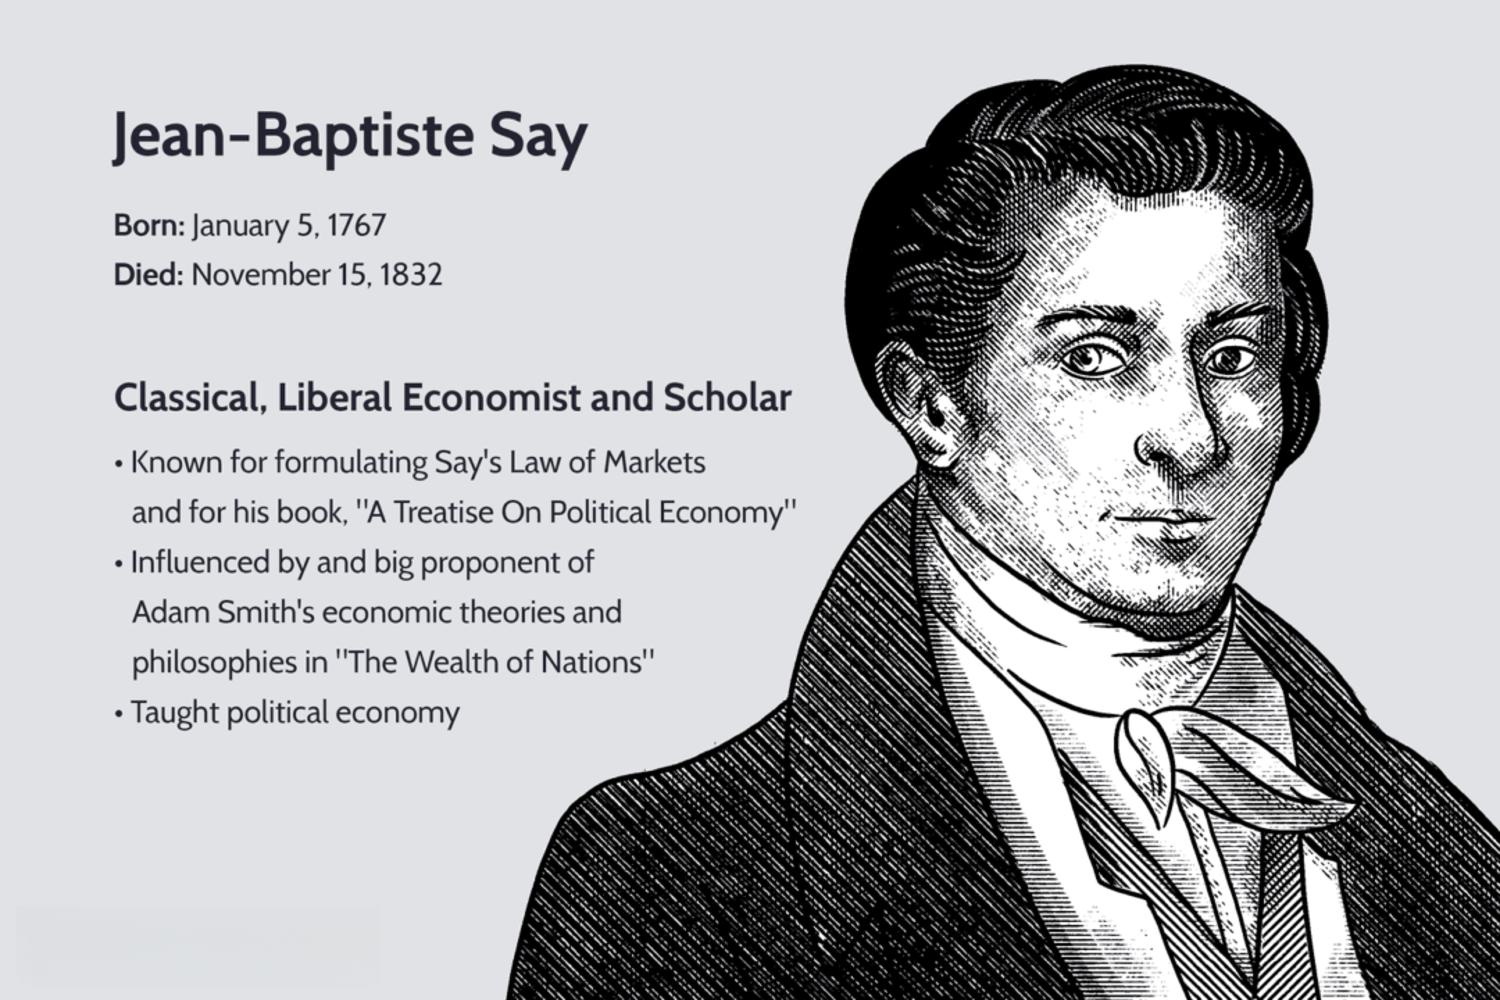 Jean-Baptiste Say
Born: January 5, 1767
Died: November 15, 1832
Classical, Liberal Economist and Scholar
• Known for formulating Say's Law of Markets
and for his book, "A Treatise On Political Economy"
• Influenced by and big proponent of
Adam Smith's economic theories and
philosophies in "The Wealth of Nations"
• Taught political economy